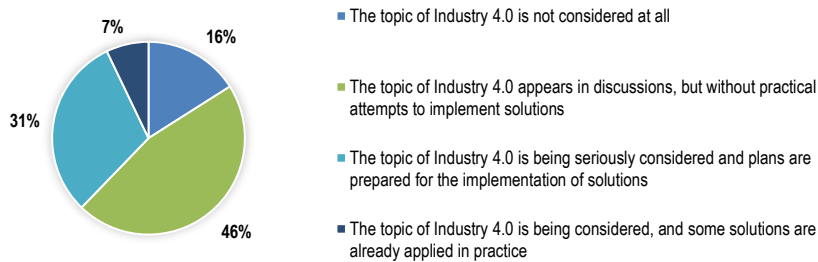 7%
16%
31%
46%
The topic of Industry 4.0 is not considered at all
The topic of Industry 4.0 appears in discussions, but without practical
attempts to implement solutions
The topic of Industry 4.0 is being seriously considered and plans are
prepared for the implementation of solutions
The topic of Industry 4.0 is being considered, and some solutions are
already applied in practice